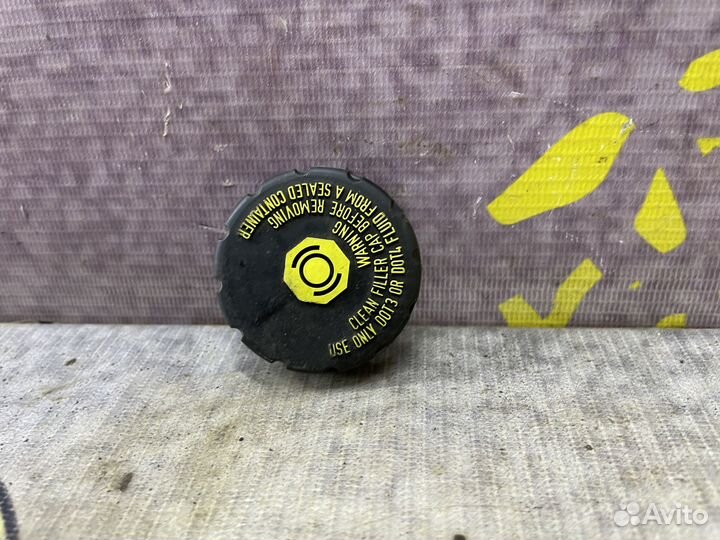 WARNING
CLEAN FILLER CAP BEFORE REMOVING
USE ONLY DOT3 OR DOT4 FLUID FROM A SEALED CONTAINER
Avito